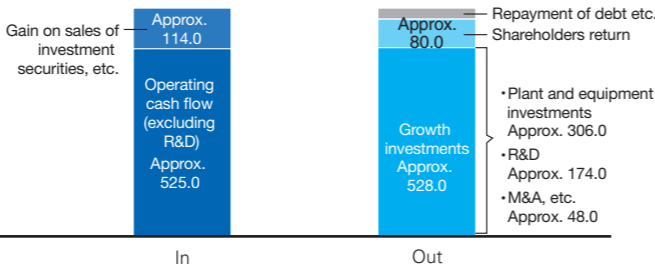 Gain on sales of
investment
securities, etc.
Approx.
114.0
Operating
cash flow
(excluding
R&D)
Approx.
525.0
In
Approx.
80.0
Growth
investments
Approx.
528.0
Out
Repayment of debt etc.
Shareholders return
•Plant and equipment
investments
Approx. 306.0
•R&D
Approx. 174.0
•M&A, etc.
Approx. 48.0